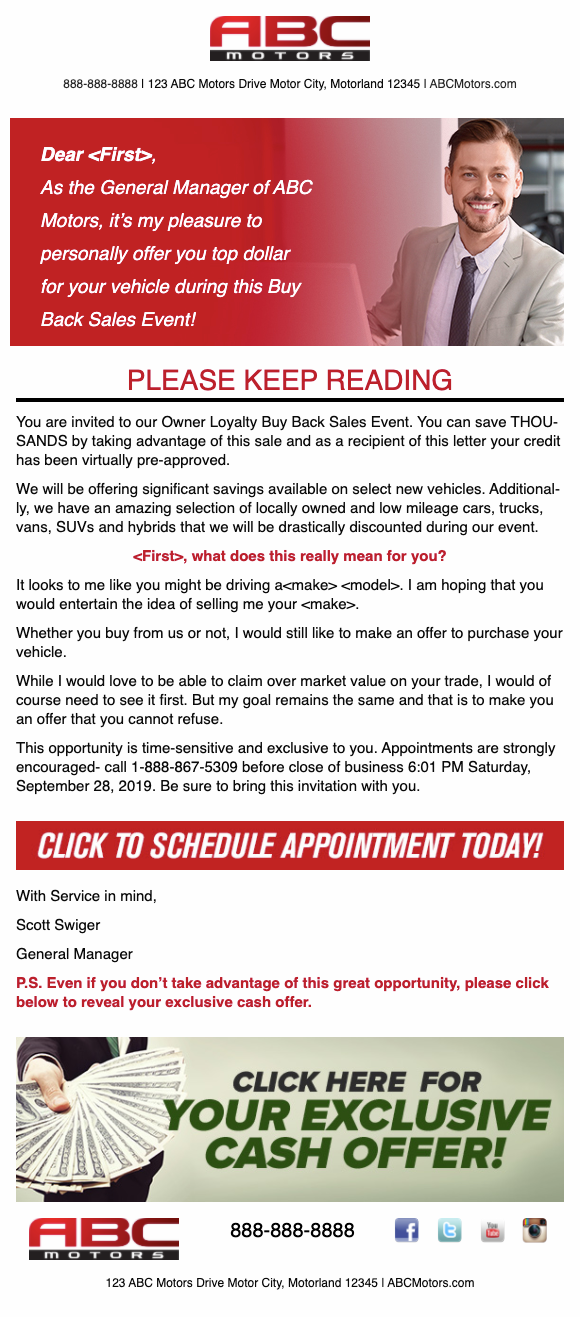 ABC
MOTORS
888-888-8888 | 123 ABC Motors Drive Motor City, Motorland 12345 | ABCMotors.com
Dear <First>,
As the General Manager of ABC
Motors, it's my pleasure to
personally offer you top dollar
for your vehicle during this Buy
Back Sales Event!
PLEASE KEEP READING
You are invited to our Owner Loyalty Buy Back Sales Event. You can save THOU-
SANDS by taking advantage of this sale and as a recipient of this letter your credit
has been virtually pre-approved.
We will be offering significant savings available on select new vehicles. Additional-
ly, we have an amazing selection of locally owned and low mileage cars, trucks,
vans, SUVs and hybrids that we will be drastically discounted during our event.
<First>, what does this really mean for you?
It looks to me like you might be driving a<make> <model>. I am hoping that you
would entertain the idea of selling me your <make>.
Whether you buy from us or not, I would still like to make an offer to purchase your
vehicle.
While I would love to be able to claim over market value on your trade, I would of
course need to see it first. But my goal remains the same and that is to make you
an offer that you cannot refuse.
This opportunity is time-sensitive and exclusive to you. Appointments are strongly
encouraged- call 1-888-867-5309 before close of business 6:01 PM Saturday,
September 28, 2019. Be sure to bring this invitation with you.
CLICK TO SCHEDULE APPOINTMENT TODAY!
With Service in mind,
Scott Swiger
General Manager
P.S. Even if you don't take advantage of this great opportunity, please click
below to reveal your exclusive cash offer.
CLICK HERE FOR
YOUR EXCLUSIVE
CASH OFFER!
ABC
MOTORS
888-888-8888
You
Tube
123 ABC Motors Drive Motor City, Motorland 12345 | ABCMotors.com